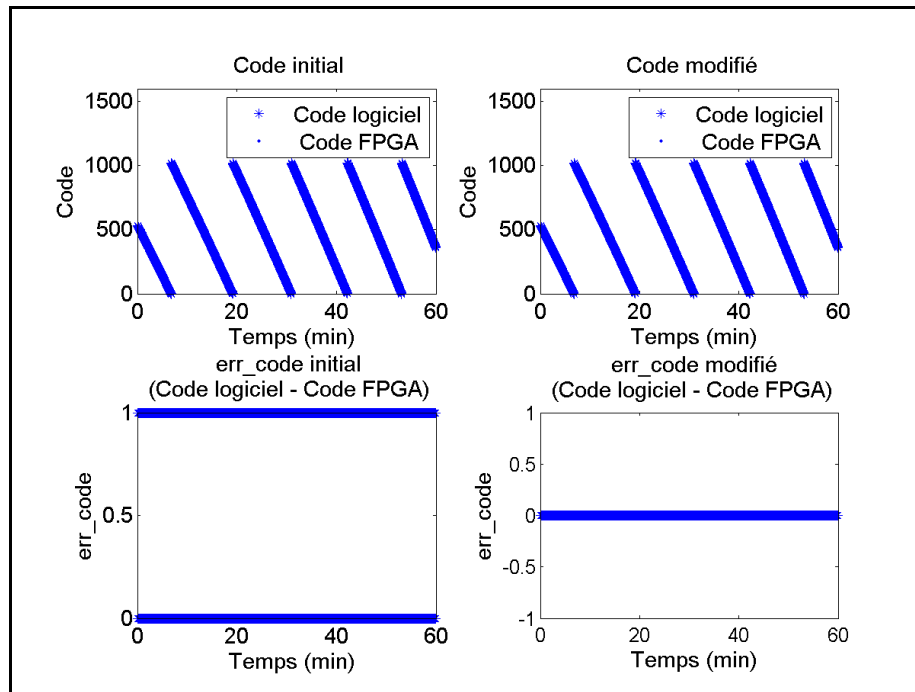 Code initial
1500
1000
500
0
Code
Code logiciel
Code FPGA
0
20
40
60
Temps (min)
Code modifié
1500
1000
500
0
Code
Code logiciel
Code FPGA
0
20
40
60
Temps (min)
err_code initial
(Code logiciel - Code FPGA)
1
0.5
0
err_code
0
20
40
60
Temps (min)
err_code modifié
(Code logiciel - Code FPGA)
1
0.5
0
-0.5
-1
err_code
0
20
40
60
Temps (min)